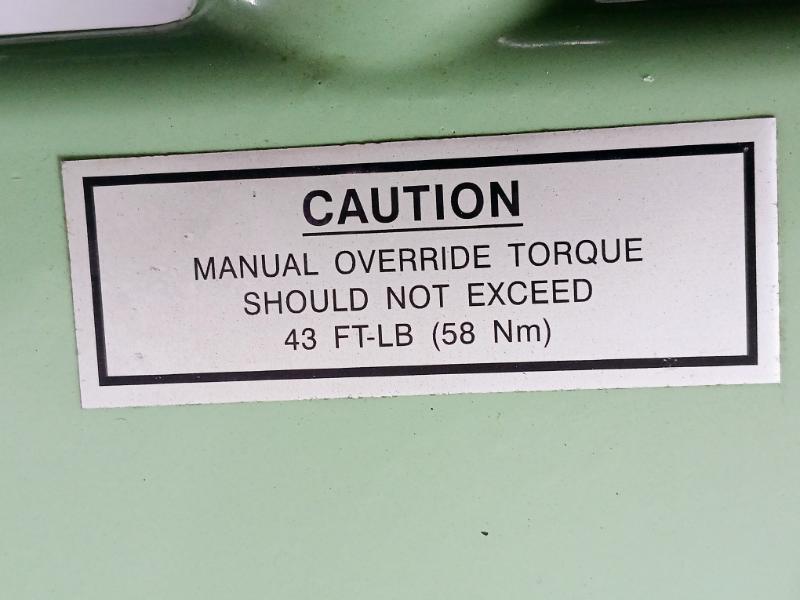 CAUTION
MANUAL OVERRIDE TORQUE
SHOULD NOT EXCEED
43 FT-LB (58 Nm)